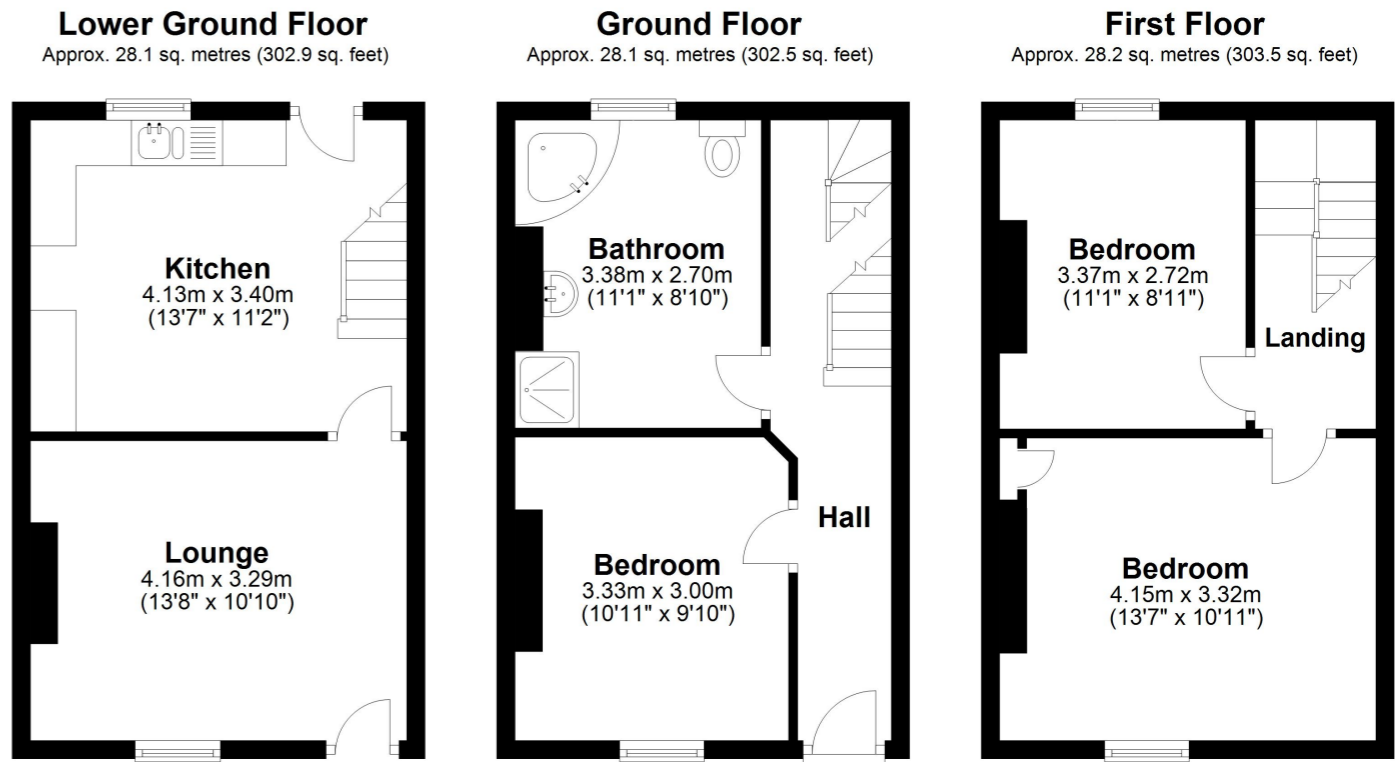 Lower Ground Floor
Approx. 28.1 sq. metres (302.9 sq. feet)
Kitchen
4.13m x 3.40m
(13'7" x 11'2")
Lounge
4.16m x 3.29m
(13'8" x 10'10")
Ground Floor
Approx. 28.1 sq. metres (302.5 sq. feet)
Bathroom
3.38m x 2.70m
(11'1" x 8'10")
Hall
Bedroom
3.33m x 3.00m
(10'11" x 9'10")
First Floor
Approx. 28.2 sq. metres (303.5 sq. feet)
Bedroom
3.37m x 2.72m
(11'1" x 8'11")
Landing
Bedroom
4.15m x 3.32m
(13'7" x 10'11")